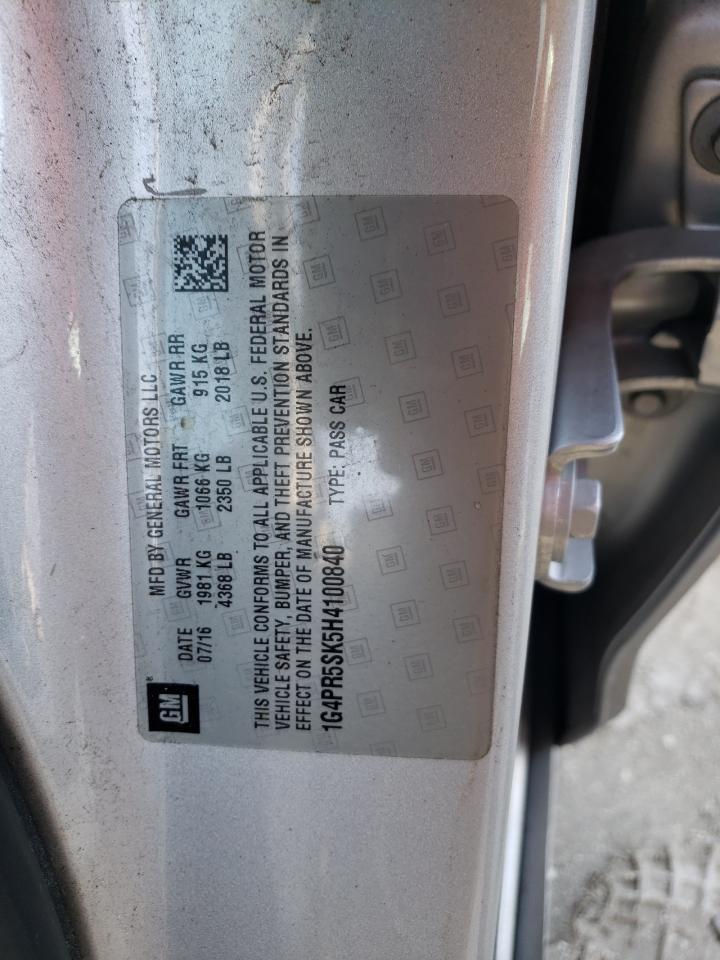 GM
MFD BY GENERAL MOTORS LLC
DATE GVWR GAWR FRT GAWR RR
07/16 1981 KG 1066 KG 915 KG
4368 LB 2350 LB 2018 LB
THIS VEHICLE CONFORMS TO ALL APPLICABLE U.S. FEDERAL MOTOR
VEHICLE SAFETY, BUMPER, AND THEFT PREVENTION STANDARDS IN
EFFECT ON THE DATE OF MANUFACTURE SHOWN ABOVE.
1G4PR5SK5H4100840 TYPE: PASS CAR